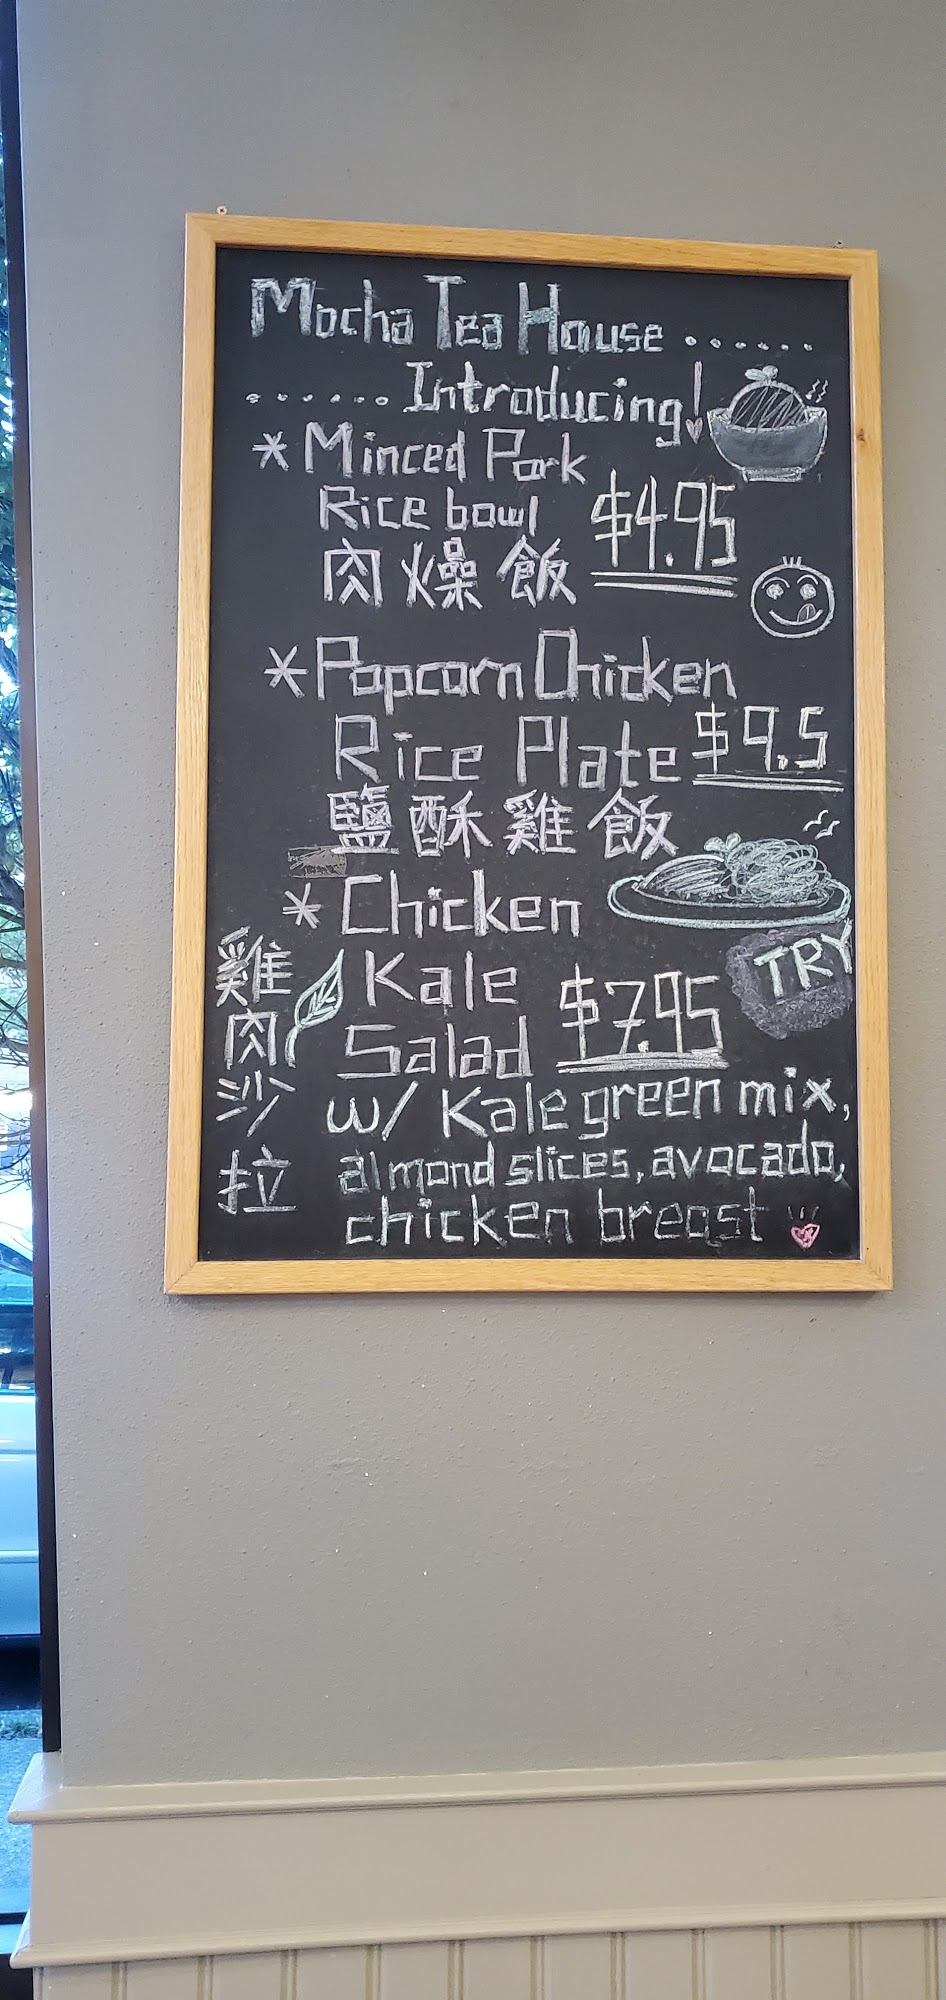 Mocha Tea House ......
...... Introducing!
* Minced Pork
Rice bowl $4.95
肉燥飯
* Popcorn Chicken
Rice Plate $9.5
鹽酥雞飯
* Chicken
Kale
Salad $7.95
TRY
雞肉沙拉
w/ Kale green mix,
almond slices, avocado,
chicken breast